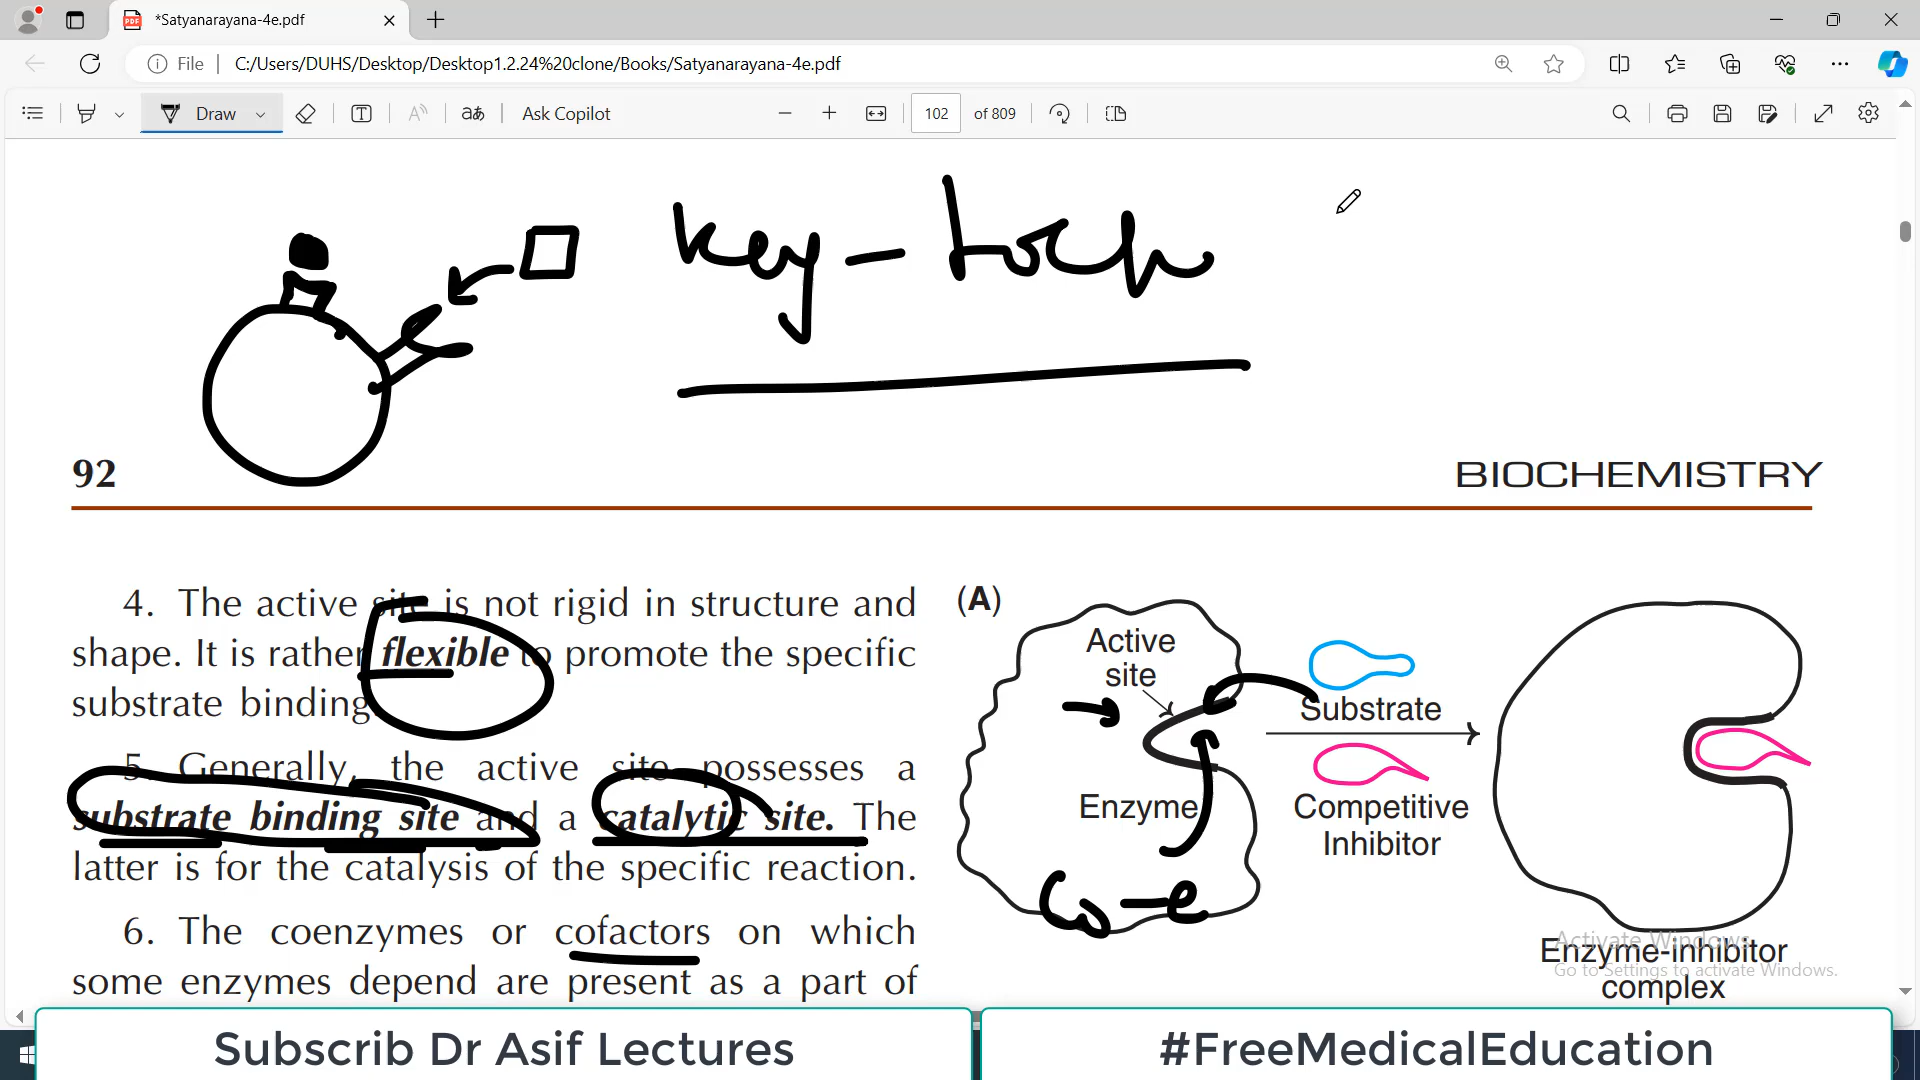 *Satyanarayana-4e.pdf
File
C:/Users/DUHS/Desktop/Desktop1.2.24%20clone/Books/Satyanarayana-4e.pdf
Draw
T
aあ
Ask Copilot
102 of 809
key-lock
92
BIOCHEMISTRY
4. The active site is not rigid in structure and
shape. It is rather flexible to promote the specific
substrate binding.
5. Generally, the active site possesses a
substrate binding site and a catalytic site. The
latter is for the catalysis of the specific reaction.
6. The coenzymes or cofactors on which
some enzymes depend are present as a part of
(A)
Active
site
Enzyme
Co-e
Substrate
Competitive
Inhibitor
Enzyme-inhibitor
complex
Activate Windows
Go to Settings to activate Windows.
Subscrib Dr Asif Lectures
#FreeMedicalEducation